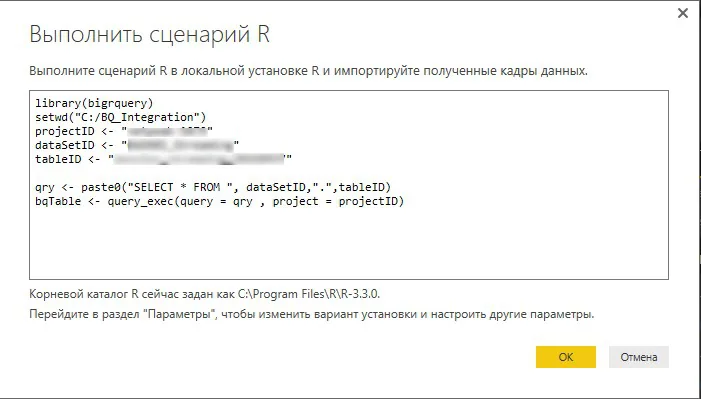 Выполнить сценарий R
Выполните сценарий R в локальной установке R и импортируйте полученные кадры данных.
library(bigrquery)
setwd("C:/BQ_Integration")
projectID <- "
dataSetID <- " "
tableID <- " "
qry <- paste0("SELECT * FROM ", dataSetID,".",tableID)
bqTable <- query_exec(query = qry , project = projectID)
Корневой каталог R сейчас задан как C:\Program Files\R\R-3.3.0.
Перейдите в раздел "Параметры", чтобы изменить вариант установки и настроить другие параметры.
ОК
Отмена